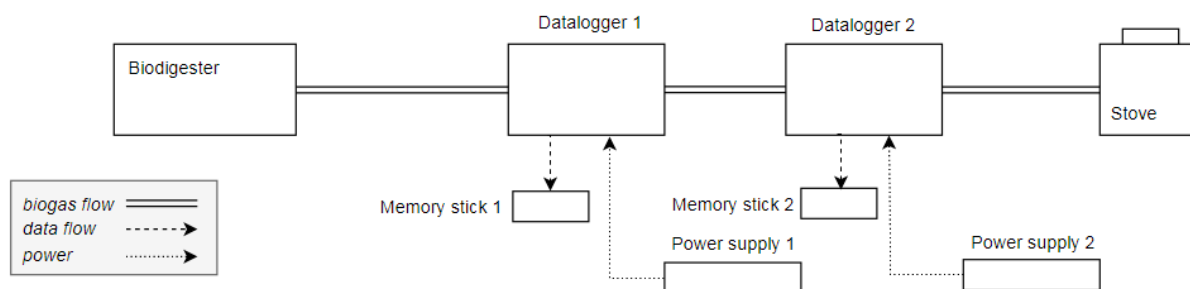 Datalogger 1
Datalogger 2
Biodigester
Stove
Memory stick 1
Memory stick 2
Power supply 1
Power supply 2
biogas flow
data flow
power